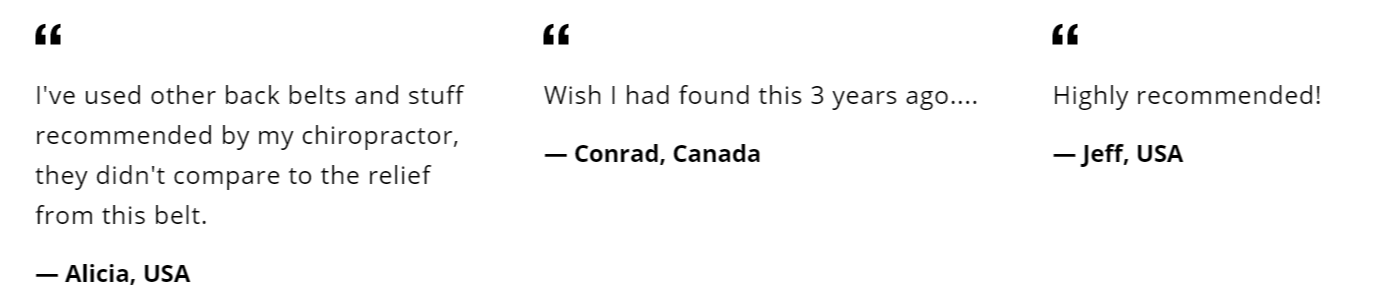 “
I've used other back belts and stuff
recommended by my chiropractor,
they didn't compare to the relief
from this belt.
— Alicia, USA
“
Wish I had found this 3 years ago....
— Conrad, Canada
“
Highly recommended!
— Jeff, USA